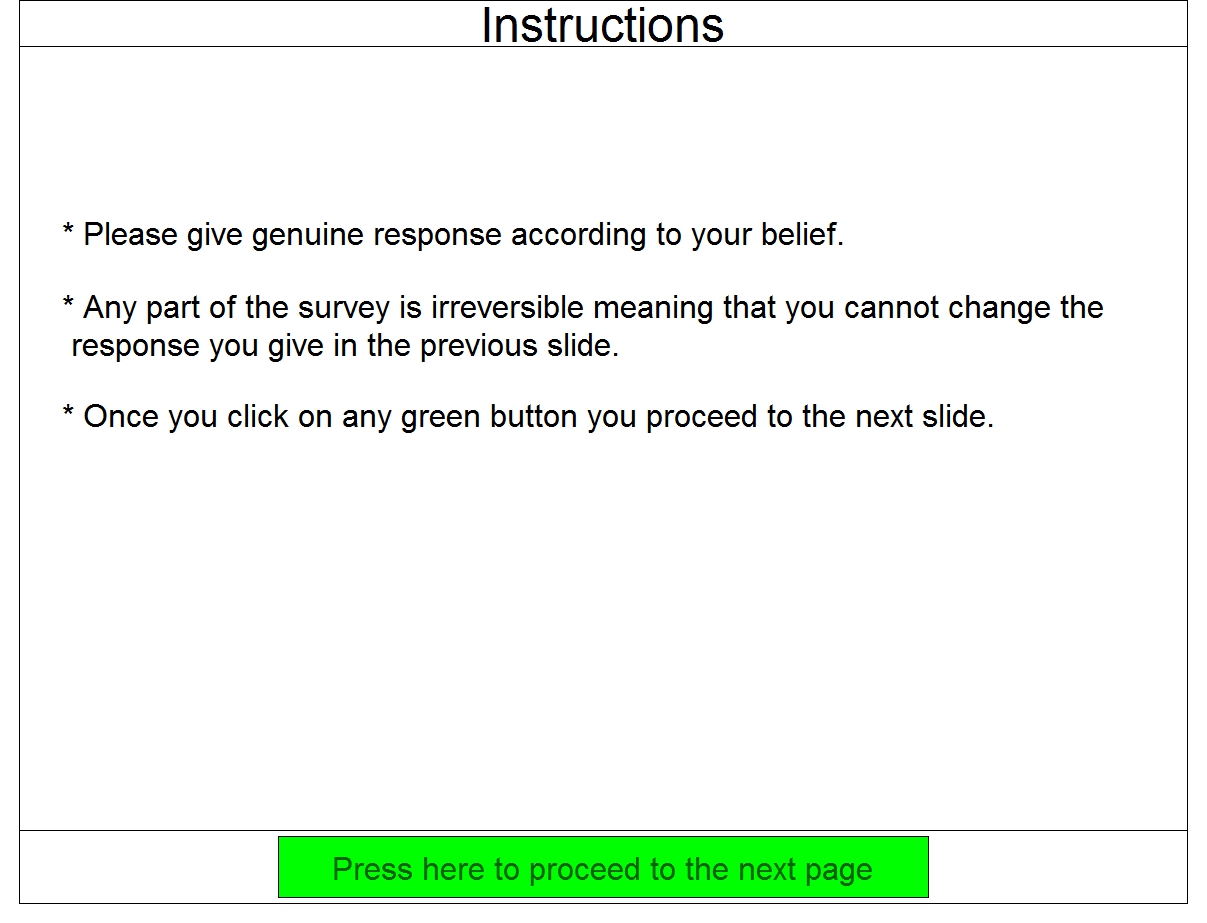 Instructions
* Please give genuine response according to your belief.
* Any part of the survey is irreversible meaning that you cannot change the
response you give in the previous slide.
* Once you click on any green button you proceed to the next slide.
Press here to proceed to the next page